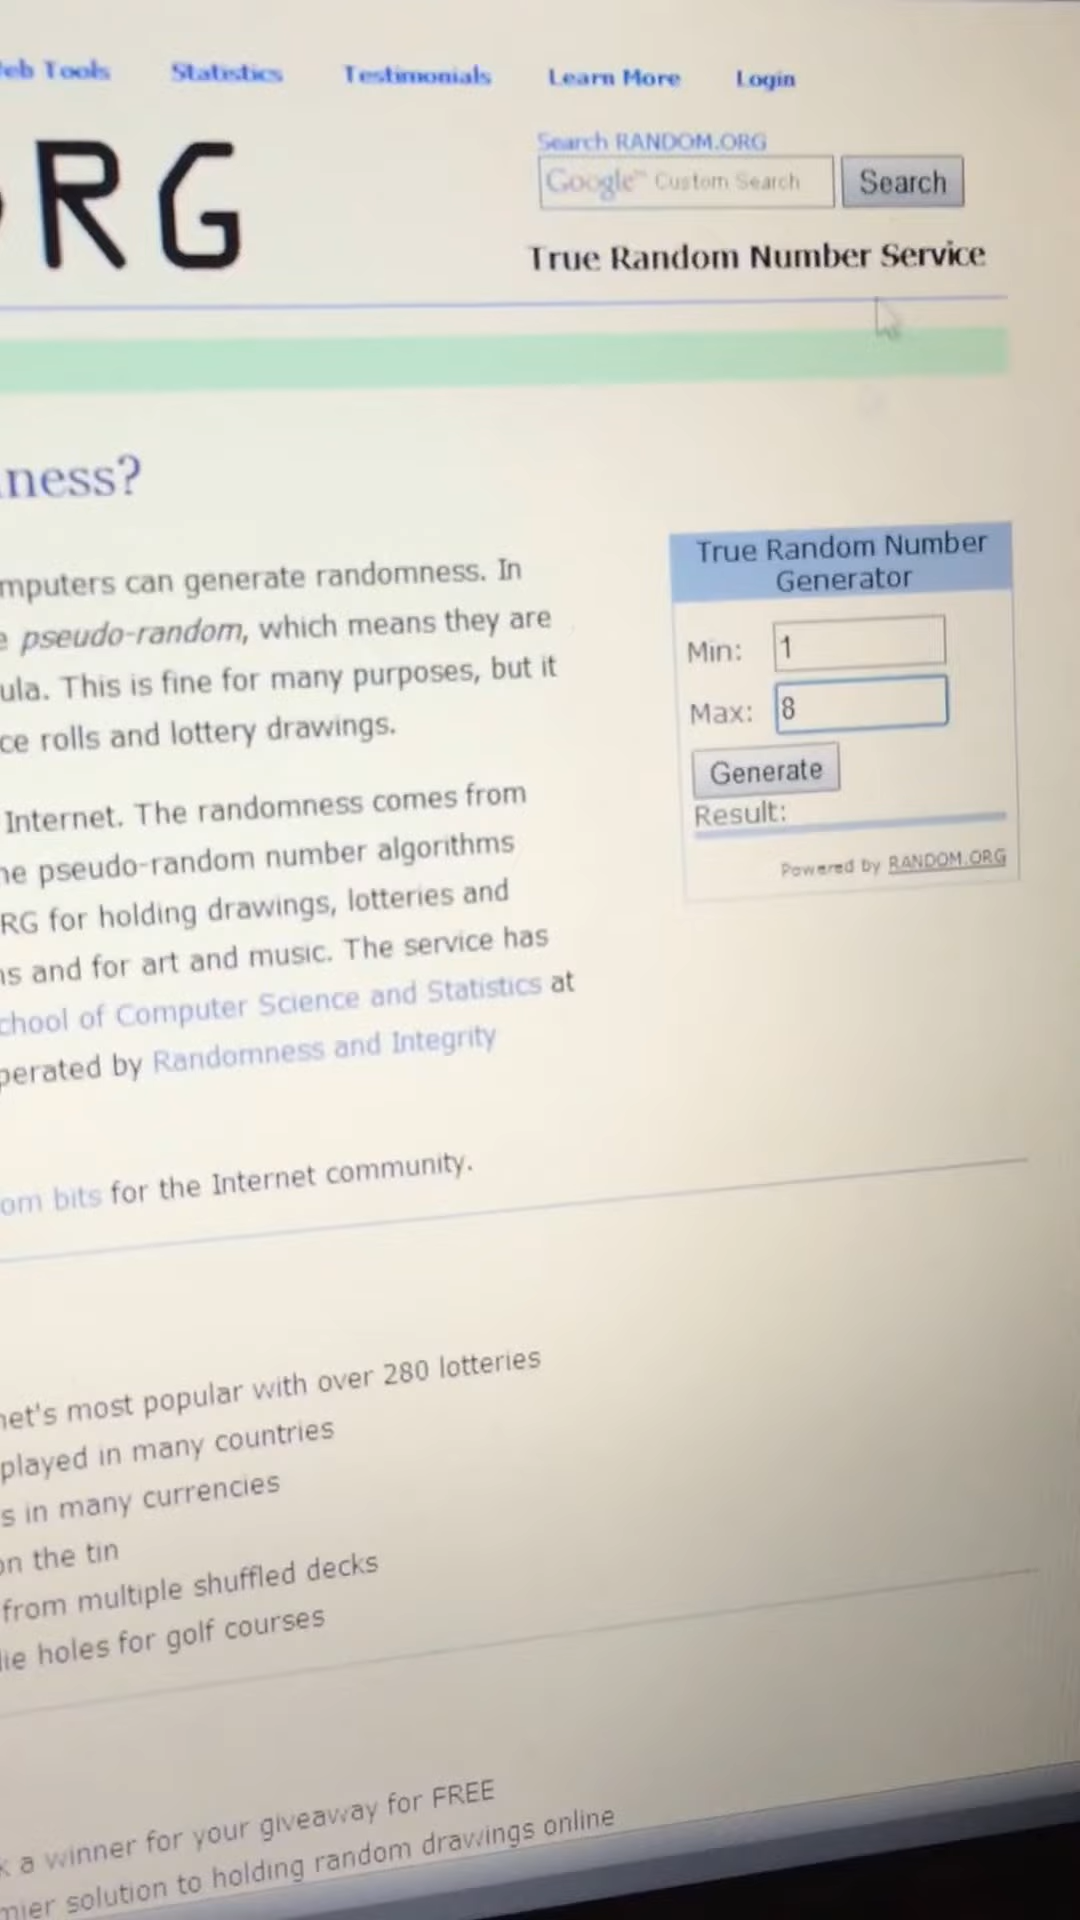 Web Tools Statistics Testimonials Learn More Login
Search RANDOM.ORG
Google™ Custom Search Search
RG
True Random Number Service
ness?
True Random Number
Generator
Min: 1
Max: 8
Generate
Result:
Powered by RANDOM.ORG
mputers can generate randomness. In
e pseudo-random, which means they are
ula. This is fine for many purposes, but it
ce rolls and lottery drawings.
Internet. The randomness comes from
he pseudo-random number algorithms
RG for holding drawings, lotteries and
ns and for art and music. The service has
chool of Computer Science and Statistics at
perated by Randomness and Integrity
om bits for the Internet community.
net's most popular with over 280 lotteries
played in many countries
s in many currencies
on the tin
from multiple shuffled decks
die holes for golf courses
k a winner for your giveaway for FREE
mier solution to holding random drawings online